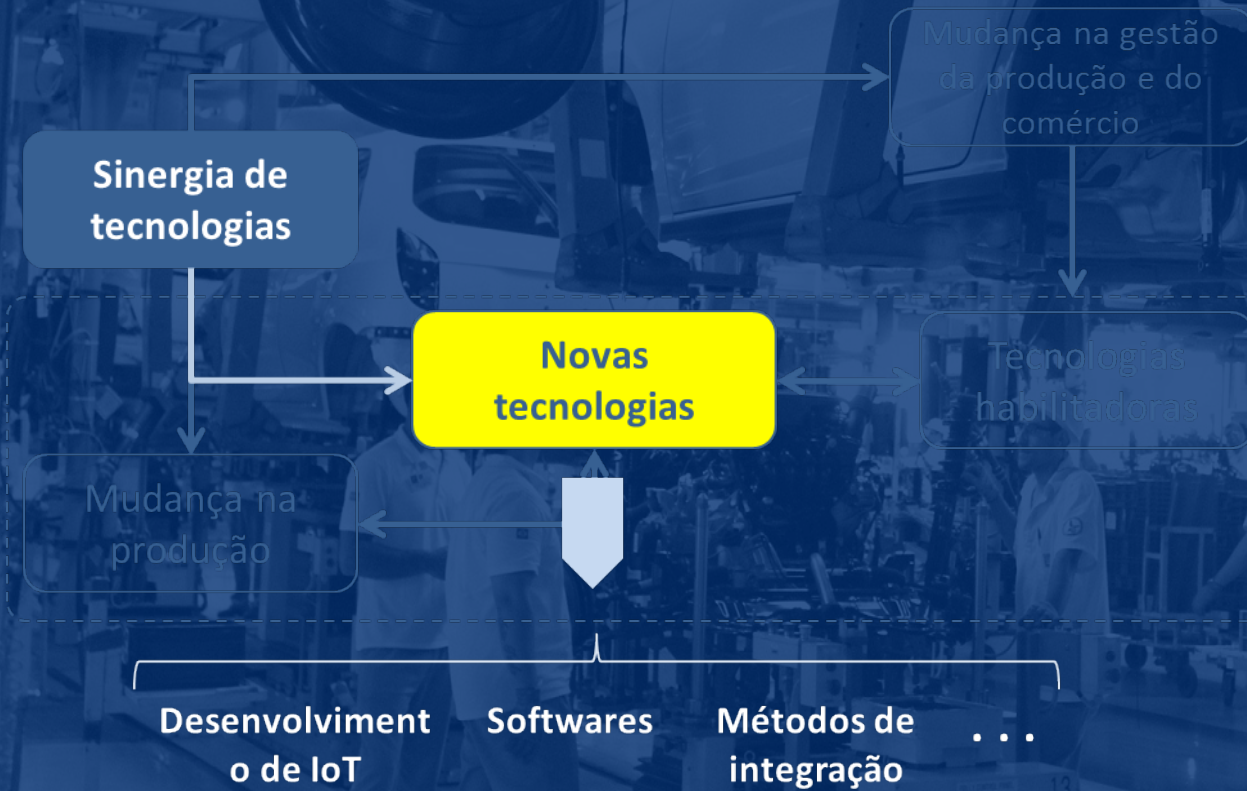 Mudança na gestão
da produção e do
comércio
Sinergia de
tecnologias
Novas
tecnologias
Tecnologias
habilitadoras
Mudança na
produção
Desenvolviment
o de IoT
Softwares
Métodos de
integração
. . .